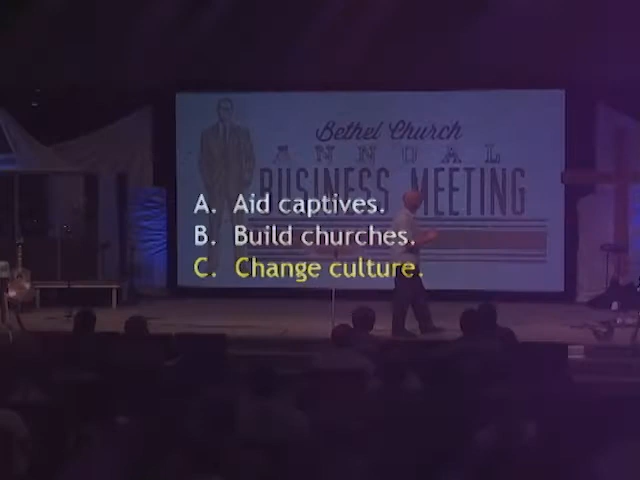 Bethel Church
ANNUAL
BUSINESS MEETING
A. Aid captives.
B. Build churches.
C. Change culture.